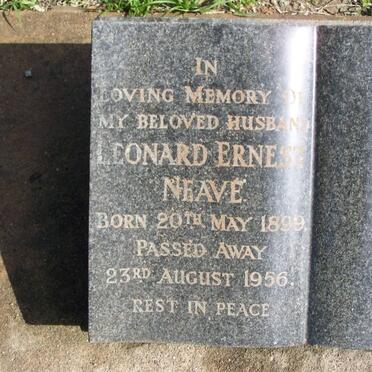 IN
LOVING MEMORY OF
MY BELOVED HUSBAND
LEONARD ERNEST
NEAVE
BORN 20TH MAY 1899.
PASSED AWAY
23RD AUGUST 1956.
REST IN PEACE